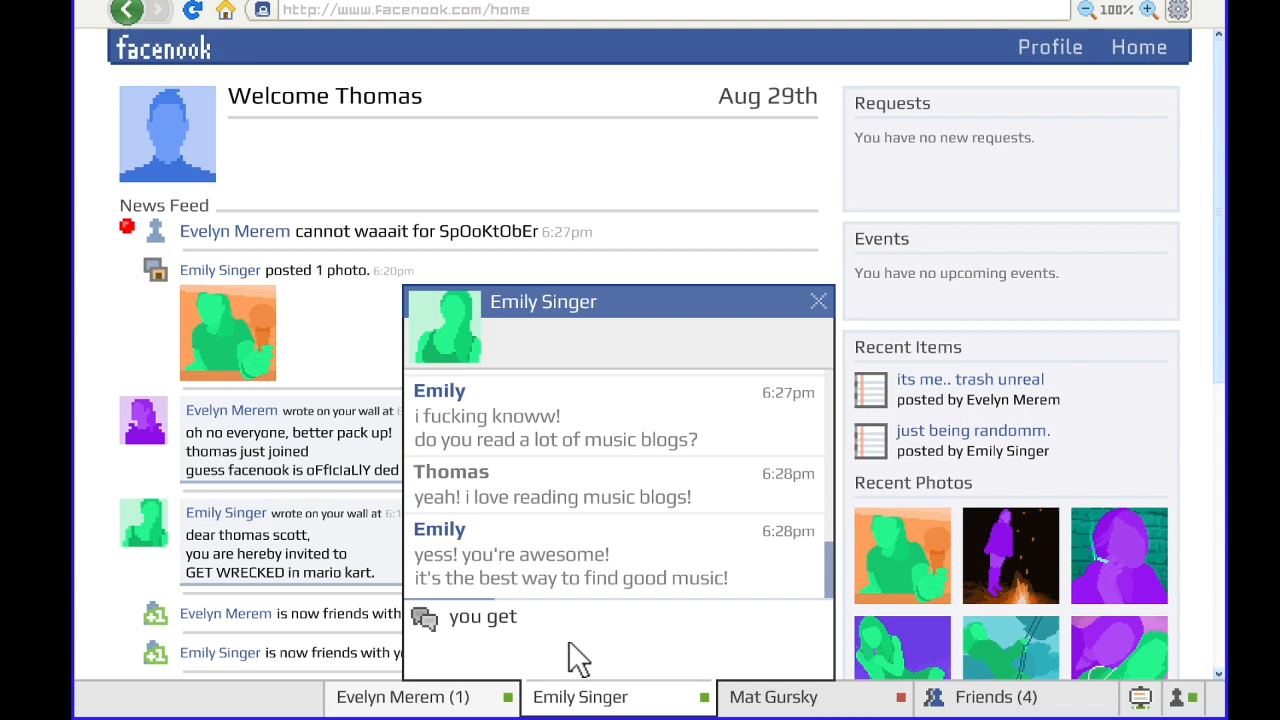 http://www.facenook.com/home
100%
facenook
Profile
Home
Welcome Thomas
Aug 29th
News Feed
Evelyn Merem cannot waaait for SpOoKtObEr 6:27pm
Emily Singer posted 1 photo. 6:20pm
Evelyn Merem wrote on your wall at
oh no everyone, better pack up!
thomas just joined
guess facenook is oFfIcIaLlY ded
Emily Singer wrote on your wall at
dear thomas scott,
you are hereby invited to
GET WRECKED in mario kart.
Evelyn Merem is now friends with
Emily Singer is now friends with
Emily Singer
Emily
6:27pm
i fucking knoww!
do you read a lot of music blogs?
Thomas
6:28pm
yeah! i love reading music blogs!
Emily
6:28pm
yess! you're awesome!
it's the best way to find good music!
you get
Requests
You have no new requests.
Events
You have no upcoming events.
Recent Items
its me.. trash unreal
posted by Evelyn Merem
just being randomm.
posted by Emily Singer
Recent Photos
Evelyn Merem (1)
Emily Singer
Mat Gursky
Friends (4)